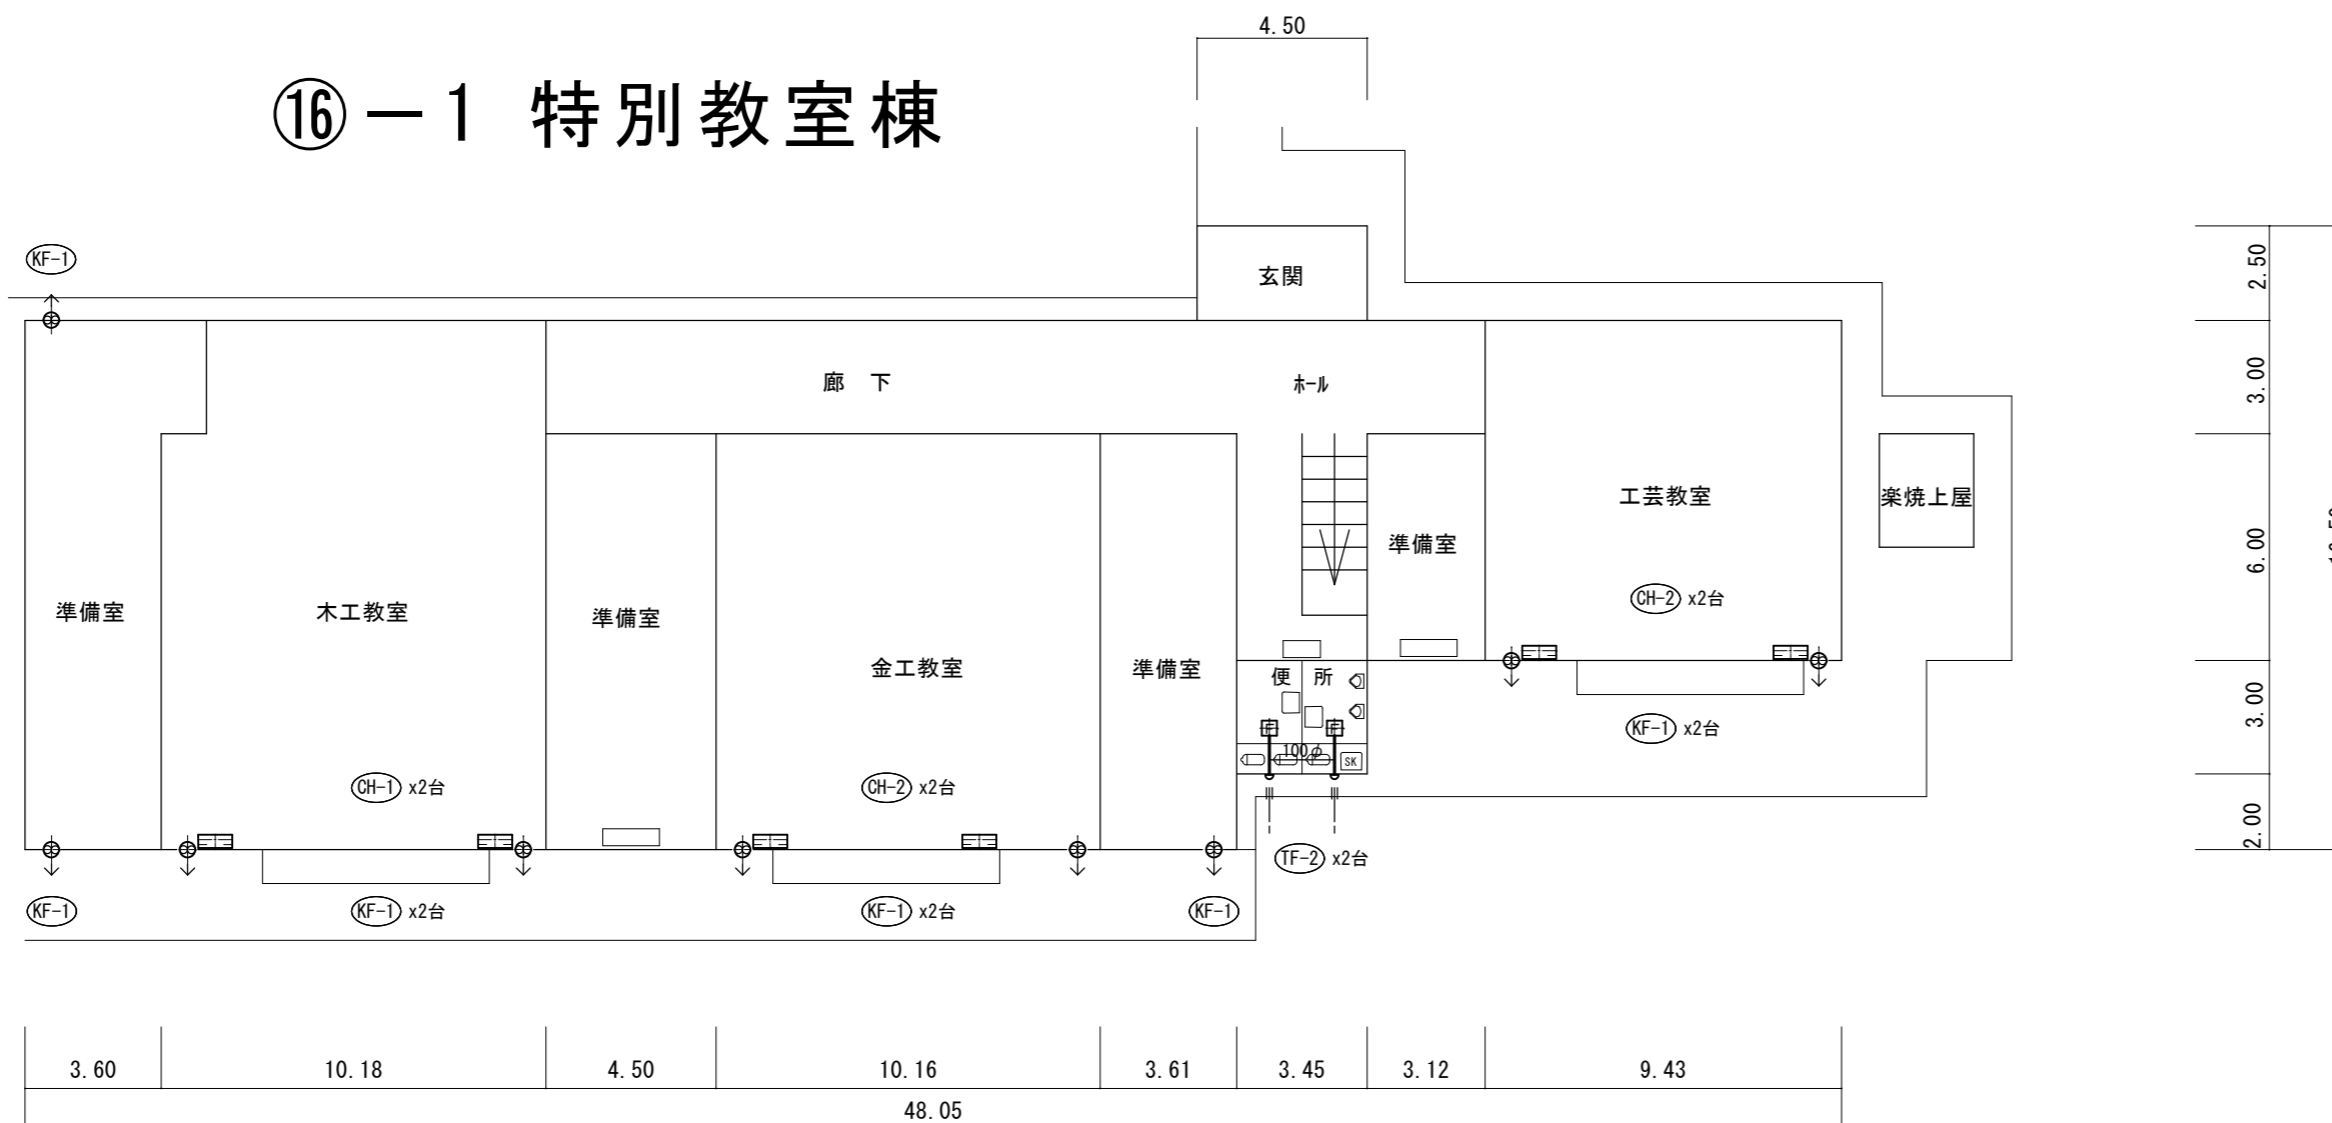 4.50
⑯－1 特別教室棟
KF-1
玄関
2.50
廊 下
ﾎｰﾙ
3.00
工芸教室
楽焼上屋
準備室
6.00
CH-2 x2台
準備室
木工教室
準備室
金工教室
準備室
便 所
KF-1 x2台
3.00
100φ
SK
CH-1 x2台
CH-2 x2台
2.00
TF-2 x2台
KF-1
KF-1 x2台
KF-1 x2台
KF-1
3.60
10.18
4.50
10.16
3.61
3.45
3.12
9.43
48.05